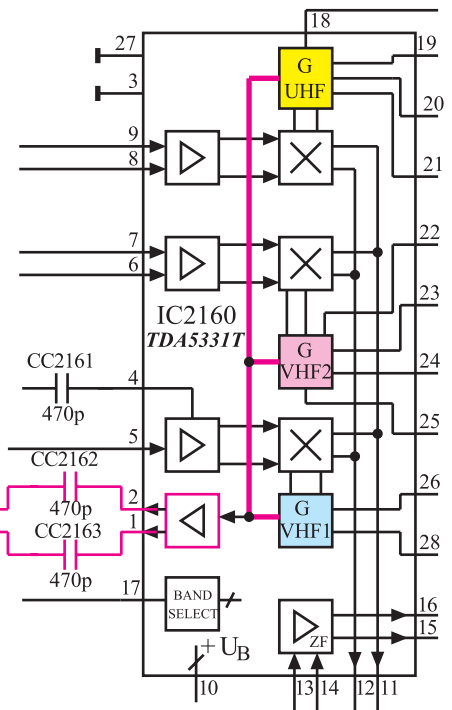 18
27
G
UHF
19
3
20
9
8
21
7
22
6
IC2160
TDA5331T
23
CC2161
4
G
VHF2
24
470p
5
25
CC2162
2
26
470p
CC2163
1
G
VHF1
28
470p
17
BAND
SELECT
16
ZF
15
+ UB
10
13
14
12
11